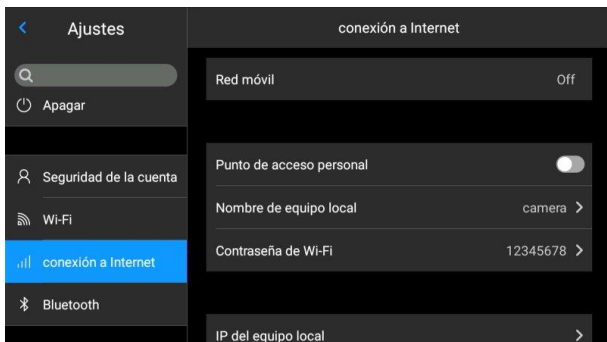 Ajustes
conexión a Internet
Apagar
Seguridad de la cuenta
Wi-Fi
conexión a Internet
Bluetooth
Red móvil Off
Punto de acceso personal
Nombre de equipo local camera
Contraseña de Wi-Fi 12345678
IP del equipo local